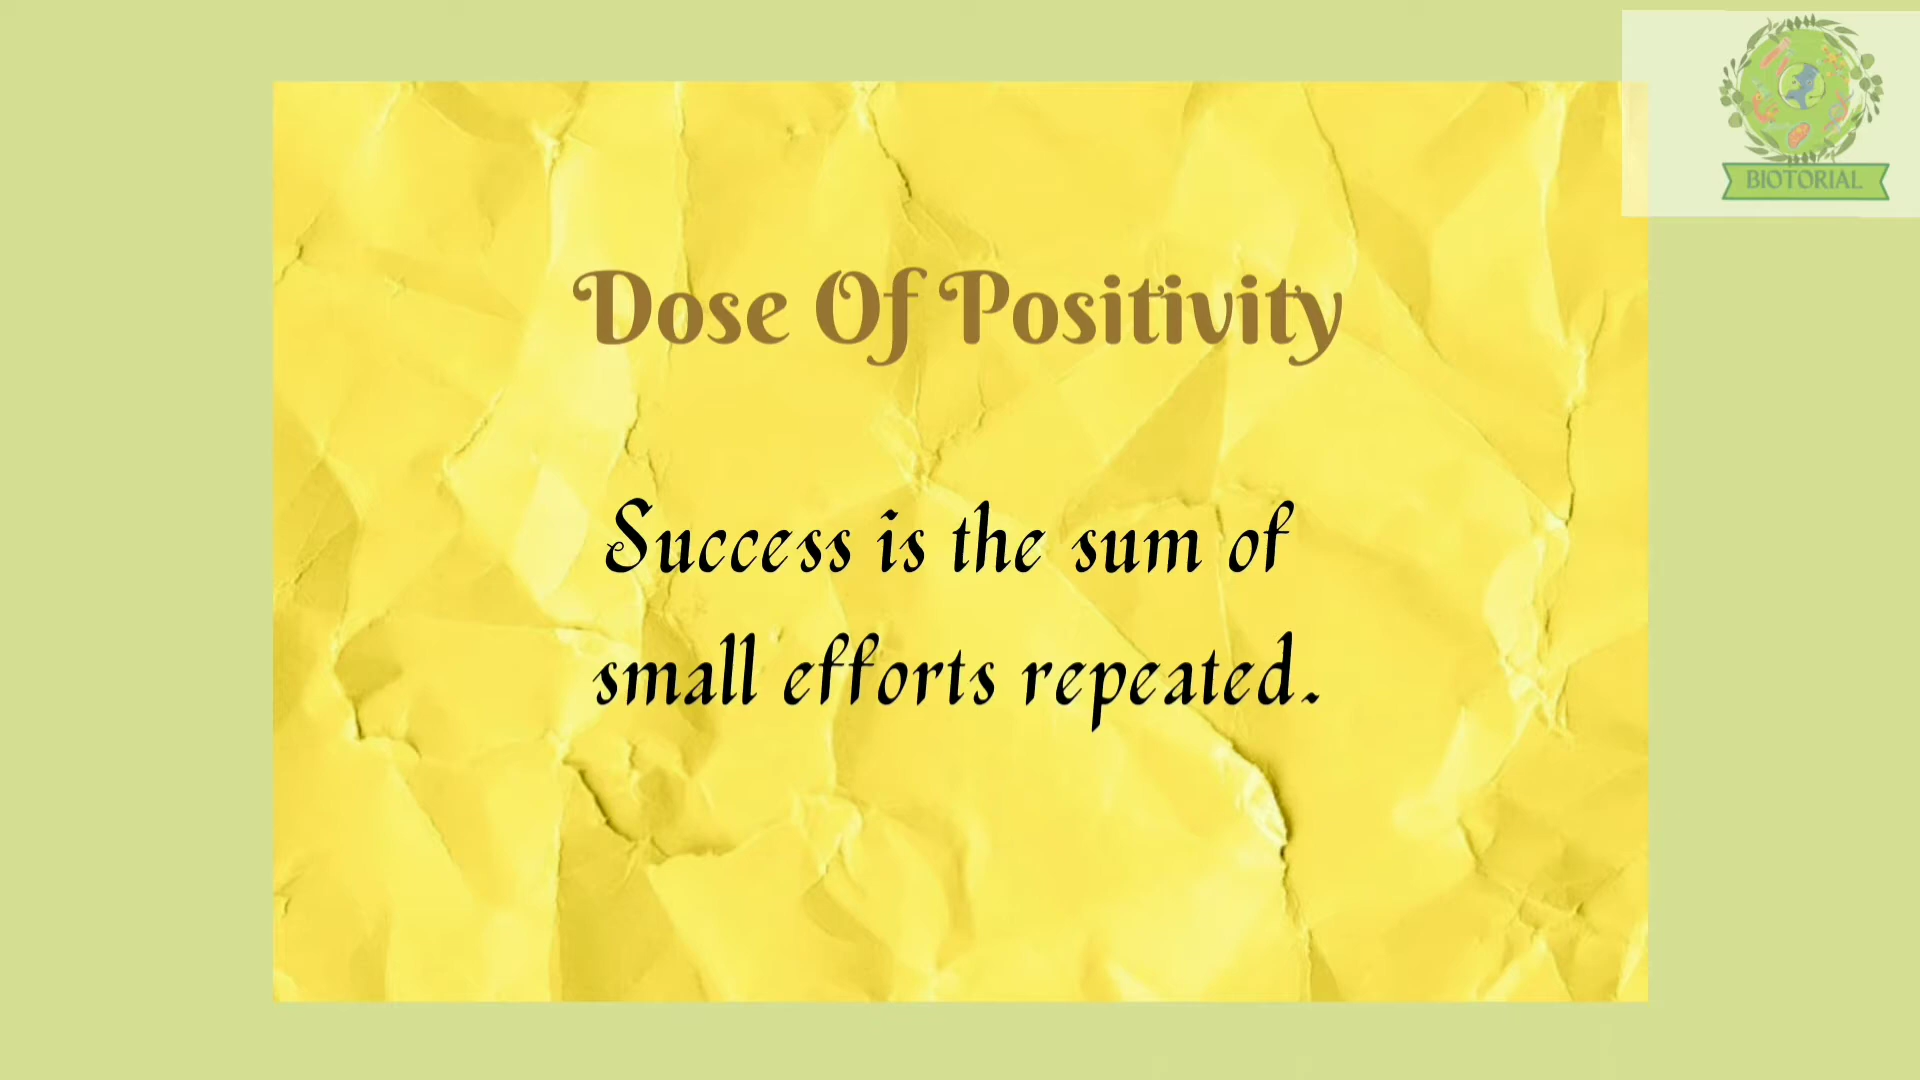 BIOTORIAL
Dose Of Positivity
Success is the sum of
small efforts repeated.